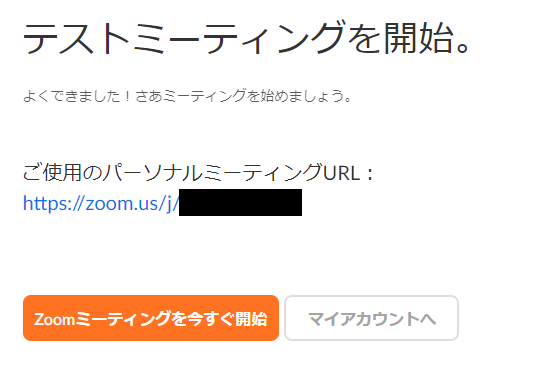 テストミーティングを開始。
よくできました！さあミーティングを始めましょう。
ご使用のパーソナルミーティングURL：
https://zoom.us/j/
Zoomミーティングを今すぐ開始
マイアカウントへ